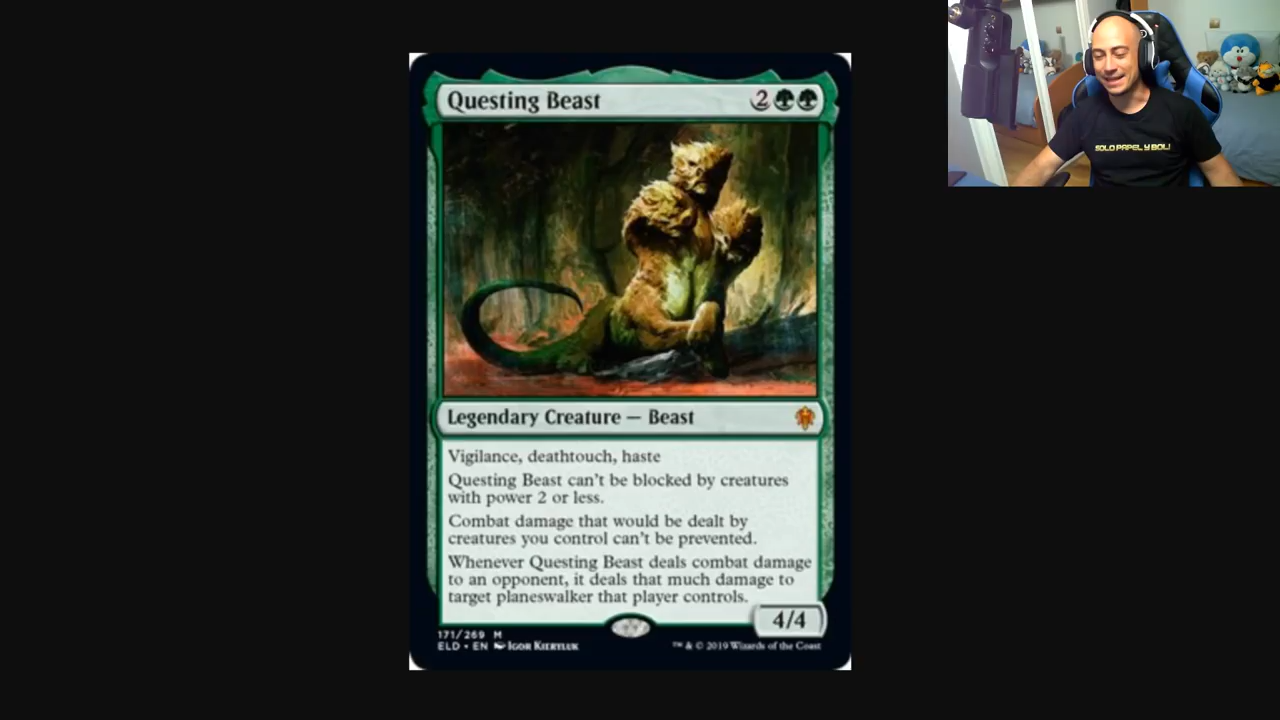 Questing Beast 2
Legendary Creature — Beast
Vigilance, deathtouch, haste
Questing Beast can't be blocked by creatures
with power 2 or less.
Combat damage that would be dealt by
creatures you control can't be prevented.
Whenever Questing Beast deals combat damage
to an opponent, it deals that much damage to
target planeswalker that player controls.
4/4
171/269 M
ELD • EN Igor Kieryluk
™ & © 2019 Wizards of the Coast
SOLO PAPEL Y BOLI